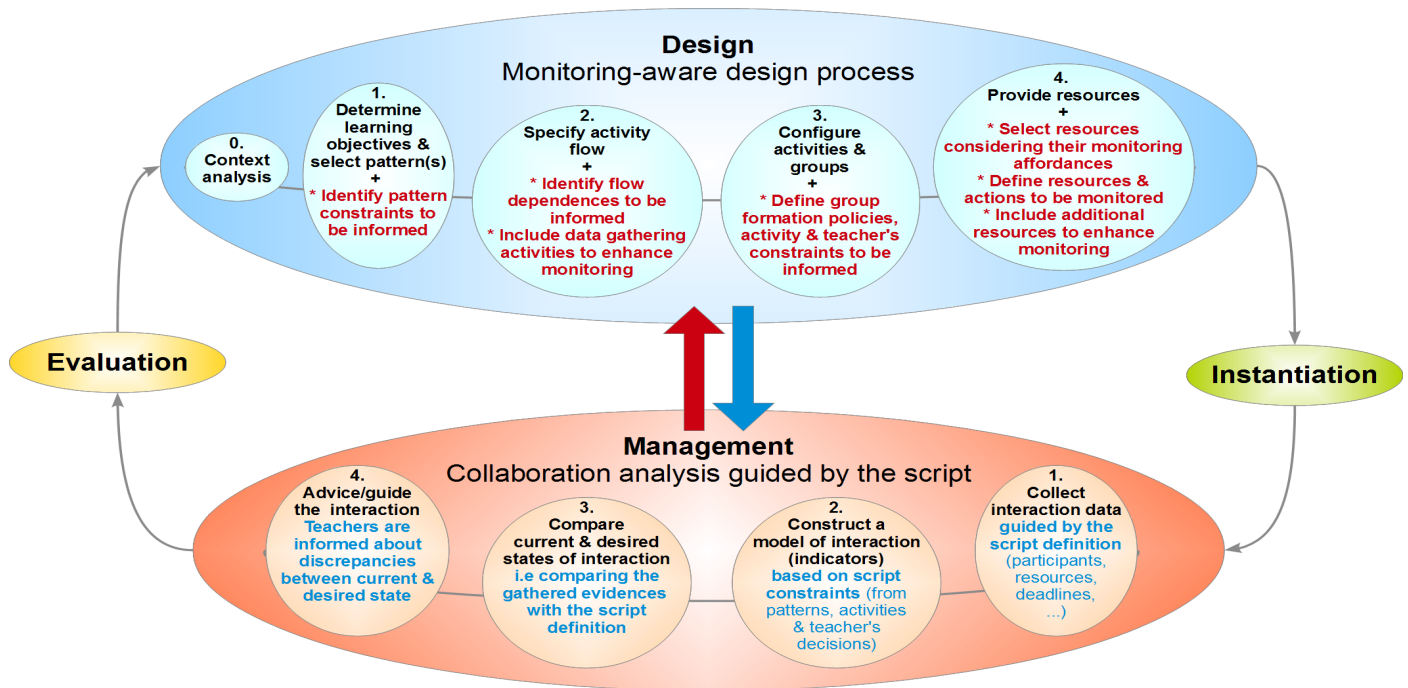 Design
Monitoring-aware design process
0.
Context
analysis
1.
Determine
learning
objectives &
select pattern(s)
+
* Identify pattern
constraints to
be informed
2.
Specify activity
flow
+
* Identify flow
dependences to be
informed
* Include data gathering
activities to enhance
monitoring
3.
Configure
activities &
groups
+
* Define group
formation policies,
activity & teacher's
constraints to be
informed
4.
Provide resources
+
* Select resources
considering their monitoring
affordances
* Define resources &
actions to be monitored
* Include additional
resources to enhance
monitoring
Evaluation
Instantiation
Management
Collaboration analysis guided by the script
4.
Advice/guide
the interaction
Teachers are
informed about
discrepancies
between current &
desired state
3.
Compare
current & desired
states of interaction
i.e comparing the
gathered evidences
with the script
definition
2.
Construct a
model of interaction
(indicators)
based on script
constraints (from
patterns, activities
& teacher's
decisions)
1.
Collect
interaction data
guided by the
script definition
(participants,
resources,
deadlines,
...)